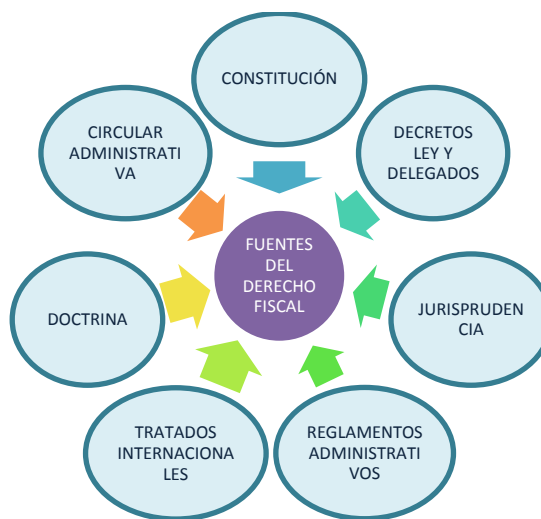 CONSTITUCIÓN
DECRETOS
LEY Y
DELEGADOS
JURISPRUDEN
CIA
REGLAMENTOS
ADMINISTRATI
VOS
TRATADOS
INTERNACIONA
LES
DOCTRINA
CIRCULAR
ADMINISTRATI
VA
FUENTES
DEL
DERECHO
FISCAL